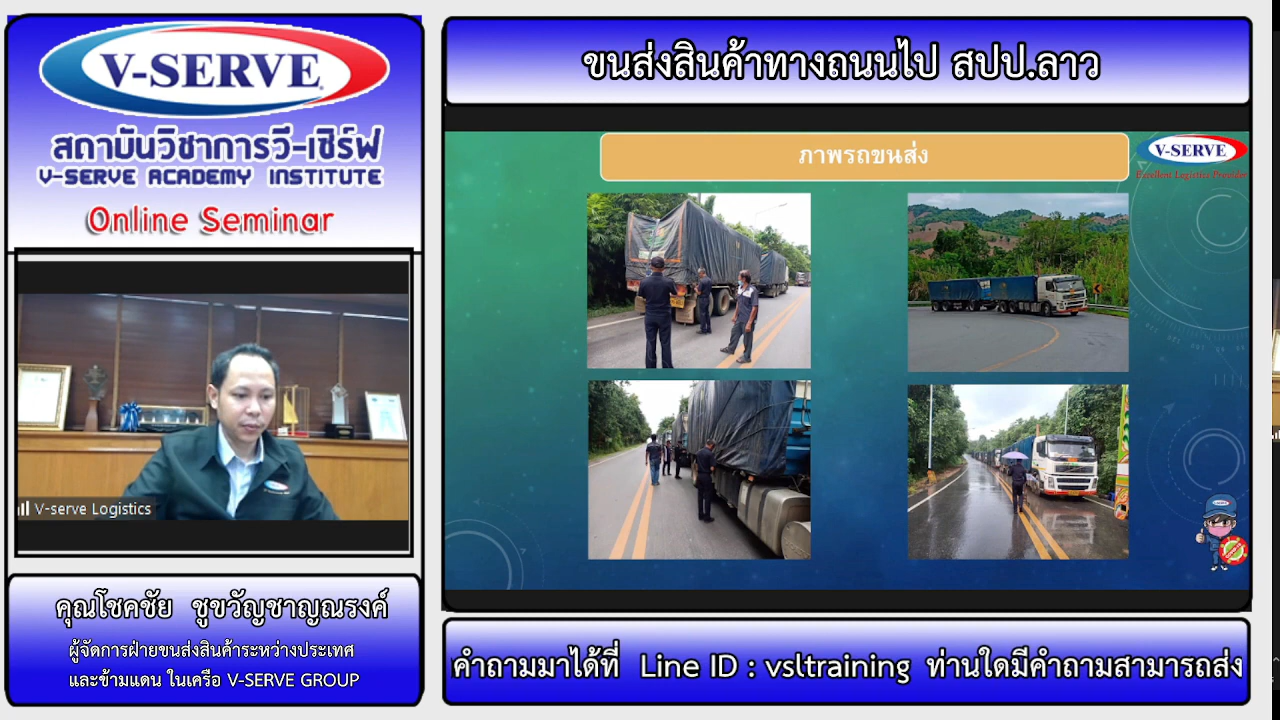 V-SERVE
สถาบันวิชาการวี-เซิร์ฟ
V-SERVE ACADEMY INSTITUTE
Online Seminar
V-serve Logistics
คุณโชคชัย ชูขวัญชาญณรงค์
ผู้จัดการฝ่ายขนส่งสินค้าระหว่างประเทศ
และข้ามแดน ในเครือ V-SERVE GROUP
ขนส่งสินค้าทางถนนไป สปป.ลาว
ภาพรถขนส่ง
V-SERVE
Excellent Logistics Provider
คำถามมาได้ที่ Line ID : vsltraining ท่านใดมีคำถามสามารถส่ง